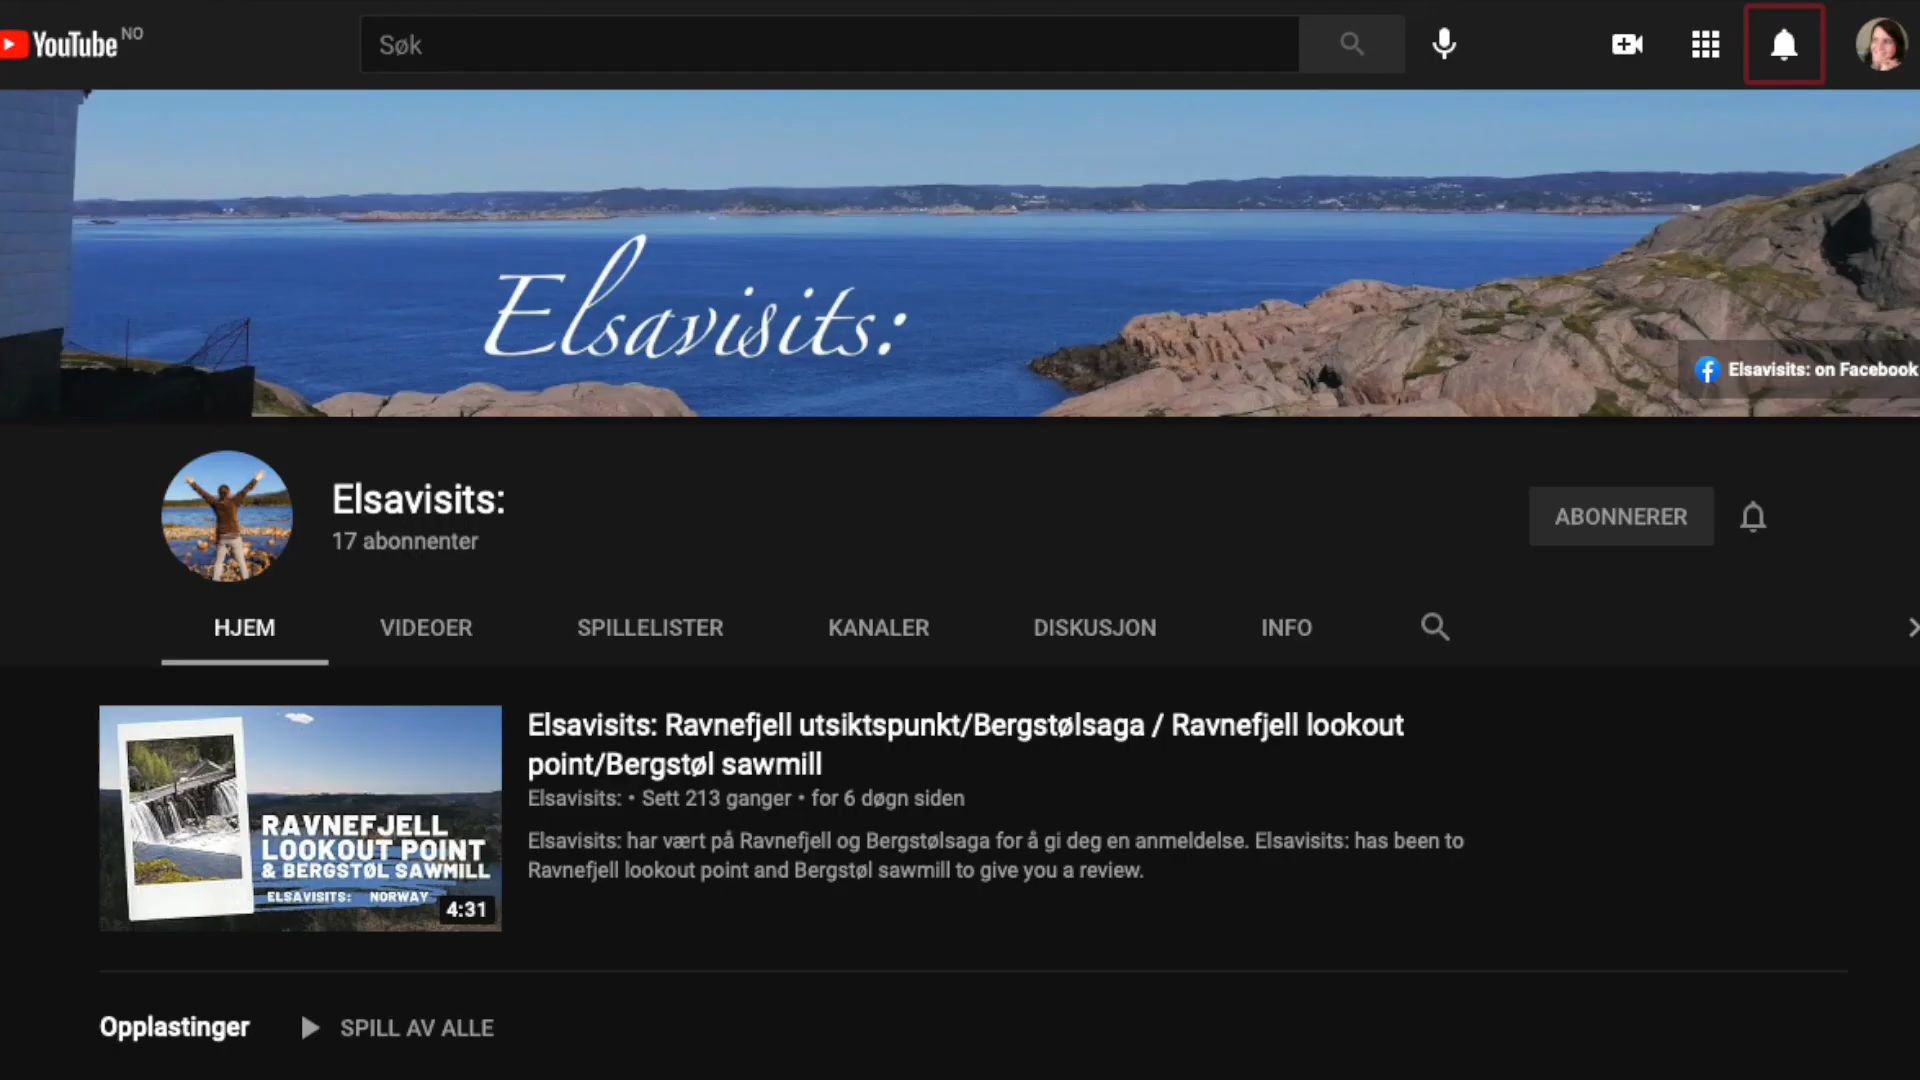 YouTube NO
Søk
Elsavisits:
Elsavisits: on Facebook
Elsavisits:
17 abonnenter
ABONNERER
HJEM VIDEOER SPILLELISTER KANALER DISKUSJON INFO
RAVNEFJELL
LOOKOUT POINT
& BERGSTØL SAWMILL
ELSAVISITS: NORWAY
4:31
Elsavisits: Ravnefjell utsiktspunkt/Bergstølsaga / Ravnefjell lookout
point/Bergstøl sawmill
Elsavisits: • Sett 213 ganger • for 6 døgn siden
Elsavisits: har vært på Ravnefjell og Bergstølsaga for å gi deg en anmeldelse. Elsavisits: has been to
Ravnefjell lookout point and Bergstøl sawmill to give you a review.
Opplastinger SPILL AV ALLE